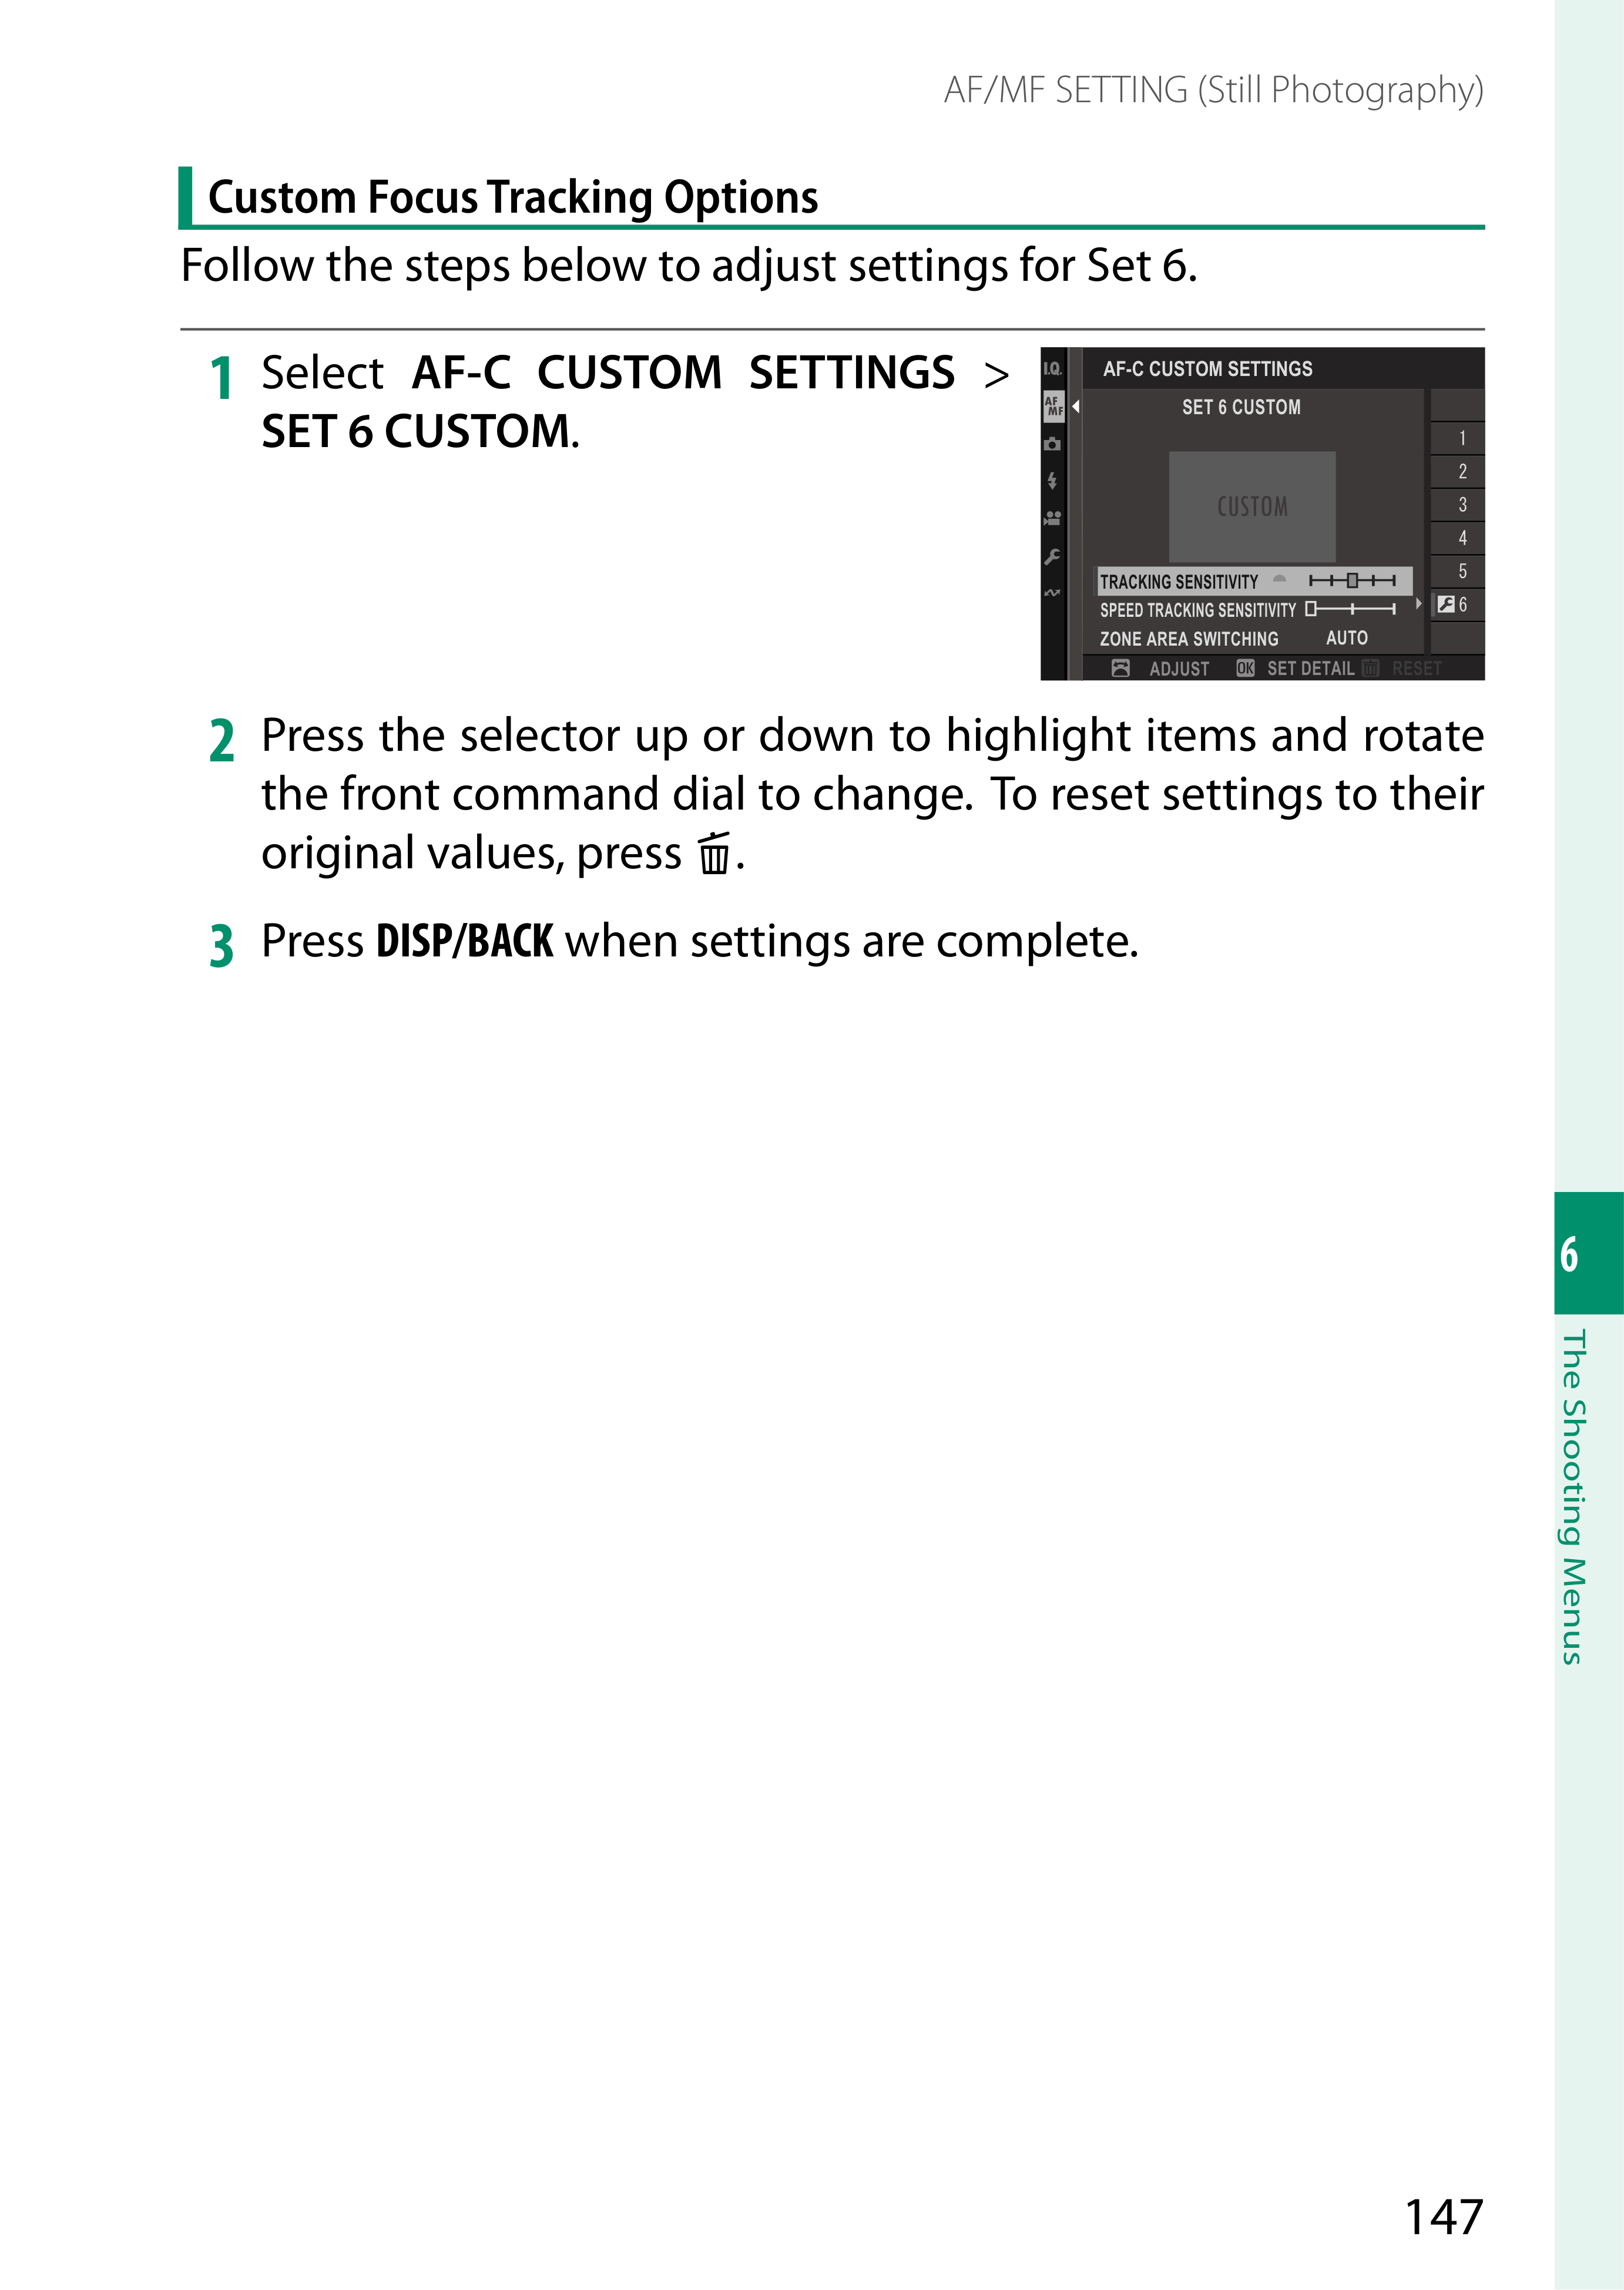 AF/MF SETTING (Still Photography)
Custom Focus Tracking Options
Follow the steps below to adjust settings for Set 6.
1 Select AF-C CUSTOM SETTINGS >
SET 6 CUSTOM.
I.Q.
AF-C CUSTOM SETTINGS
AF
MF
SET 6 CUSTOM
1
2
CUSTOM
3
4
5
TRACKING SENSITIVITY
SPEED TRACKING SENSITIVITY
6
ZONE AREA SWITCHING AUTO
ADJUST OK SET DETAIL RESET
2 Press the selector up or down to highlight items and rotate
the front command dial to change. To reset settings to their
original values, press .
3 Press DISP/BACK when settings are complete.
6
The Shooting Menus
147